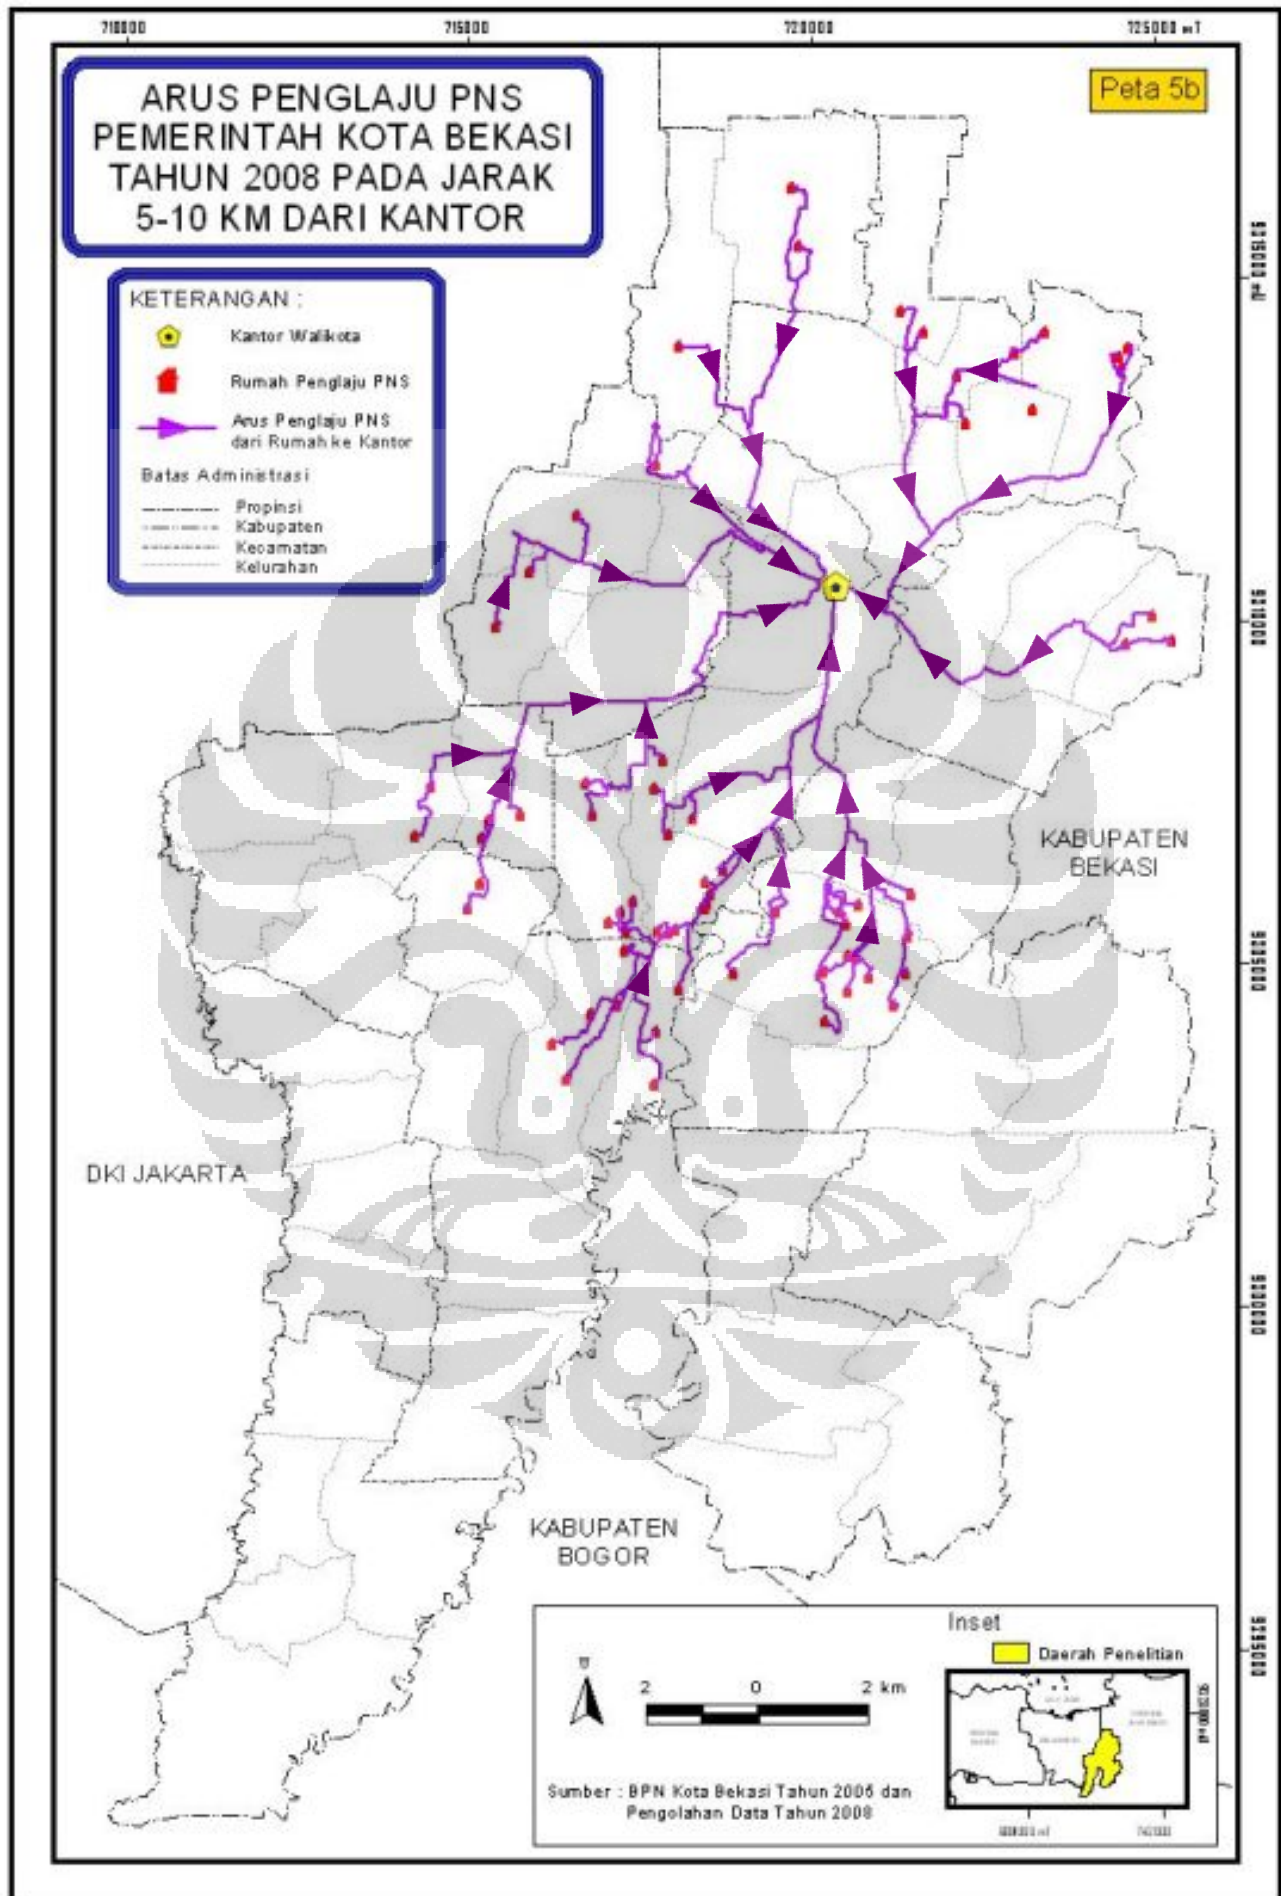 710000 715000 720000 725000 mT
ARUS PENGLAJU PNS
PEMERINTAH KOTA BEKASI
TAHUN 2008 PADA JARAK
5-10 KM DARI KANTOR
Peta 5b
KETERANGAN :
Kantor Walikota
Rumah Penglaju PNS
Arus Penglaju PNS
dari Rumah ke Kantor
Batas Administrasi
Propinsi
Kabupaten
Kecamatan
Kelurahan
KABUPATEN
BEKASI
DKI JAKARTA
KABUPATEN
BOGOR
Inset
Daerah Penelitian
2 0 2 km
Sumber : BPN Kota Bekasi Tahun 2005 dan
Pengolahan Data Tahun 2008